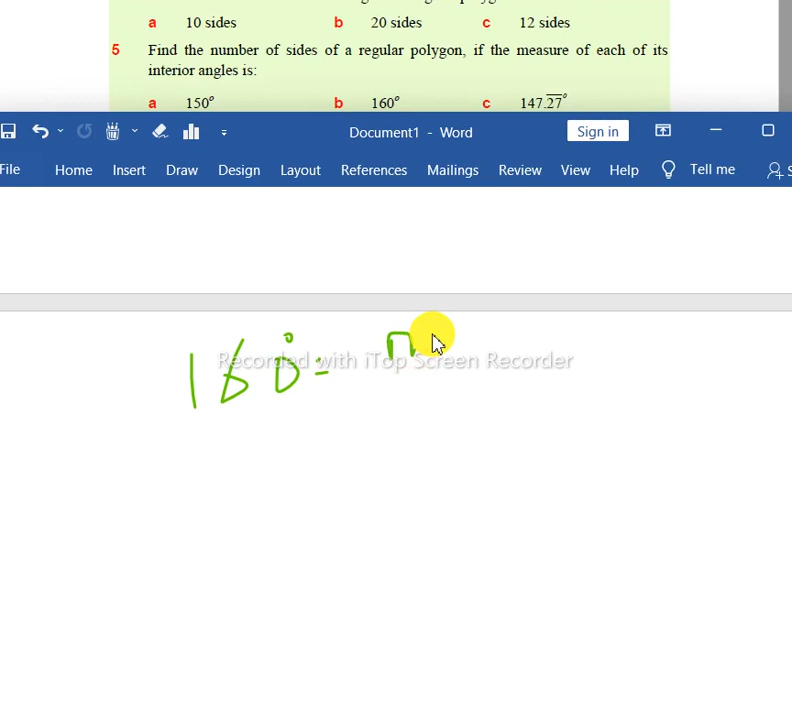 a 10 sides b 20 sides c 12 sides
5 Find the number of sides of a regular polygon, if the measure of each of its
interior angles is:
a 150° b 160° c 147.2̅7̅°
Document1 - Word Sign in
File Home Insert Draw Design Layout References Mailings Review View Help Tell me S
160° = n
Recorded with iTop Screen Recorder